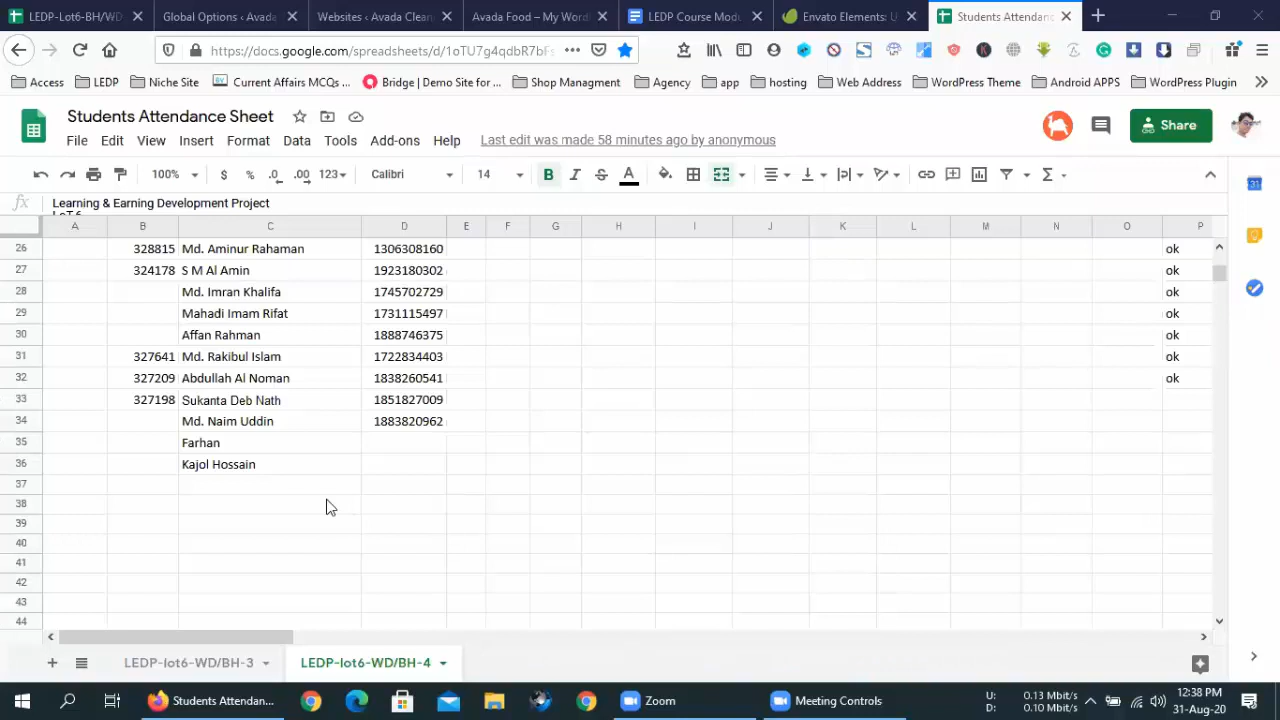 LEDP-Lot6-BH/WD
Global Options ‹ Avada
Websites ‹ Avada Clean
Avada Food – My Word
LEDP Course Modu
Envato Elements: U
Students Attendanc
https://docs.google.com/spreadsheets/d/1oTU7g4qdbR7bFs
Access
LEDP
Niche Site
Current Affairs MCQs ...
Bridge | Demo Site for ...
Shop Managment
Agency
app
hosting
Web Address
WordPress Theme
Android APPS
WordPress Plugin
Students Attendance Sheet
Share
File Edit View Insert Format Data Tools Add-ons Help Last edit was made 58 minutes ago by anonymous
100% $ % .0 .00 123 Calibri 14 B I S A Σ
fx Learning & Earning Development Project
LoT 6
A B C D E F G H I J K L M N O P
26 328815 Md. Aminur Rahaman 1306308160 ok
27 324178 S M Al Amin 1923180302 ok
28 Md. Imran Khalifa 1745702729 ok
29 Mahadi Imam Rifat 1731115497 ok
30 Affan Rahman 1888746375 ok
31 327641 Md. Rakibul Islam 1722834403 ok
32 327209 Abdullah Al Noman 1838260541 ok
33 327198 Sukanta Deb Nath 1851827009
34 Md. Naim Uddin 1883820962
35 Farhan
36 Kajol Hossain
37
38
39
40
41
42
43
44
LEDP-lot6-WD/BH-3
LEDP-lot6-WD/BH-4
Students Attendan...
Zoom
Meeting Controls
U: 0.13 Mbit/s
D: 0.10 Mbit/s
12:38 PM
31-Aug-20